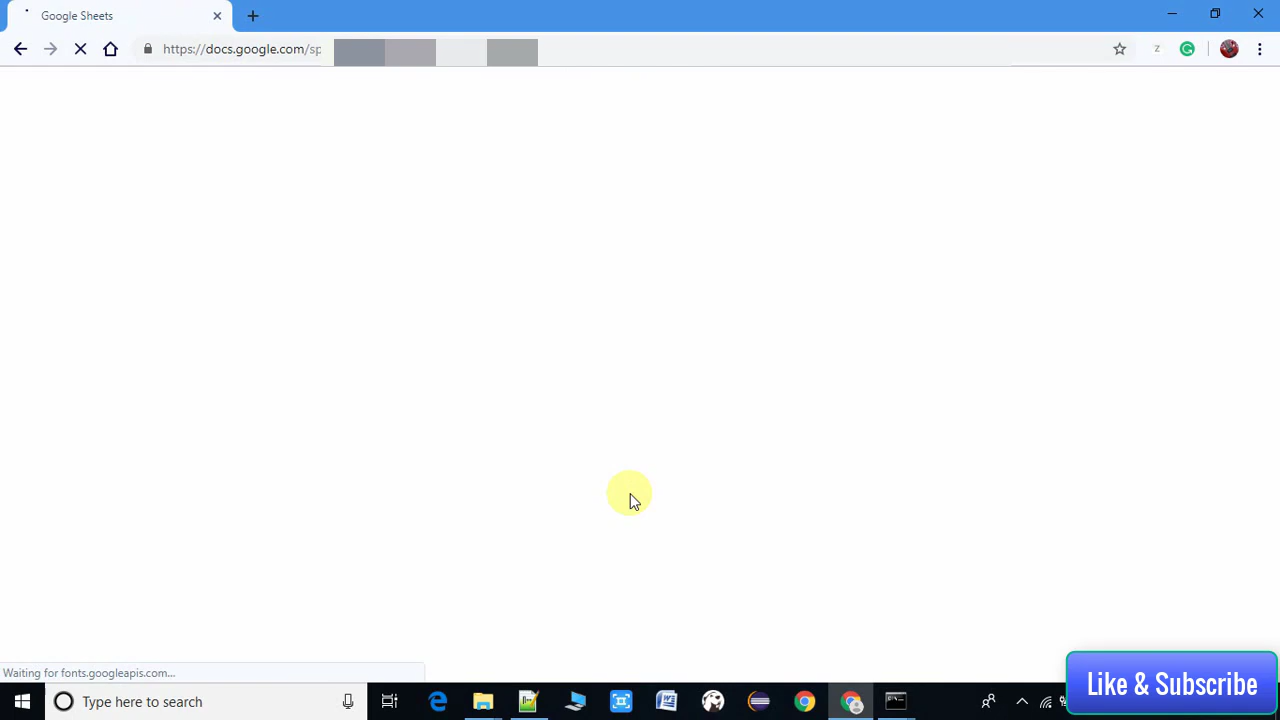 Google Sheets
https://docs.google.com/sp
Waiting for fonts.googleapis.com...
Type here to search
Like & Subscribe